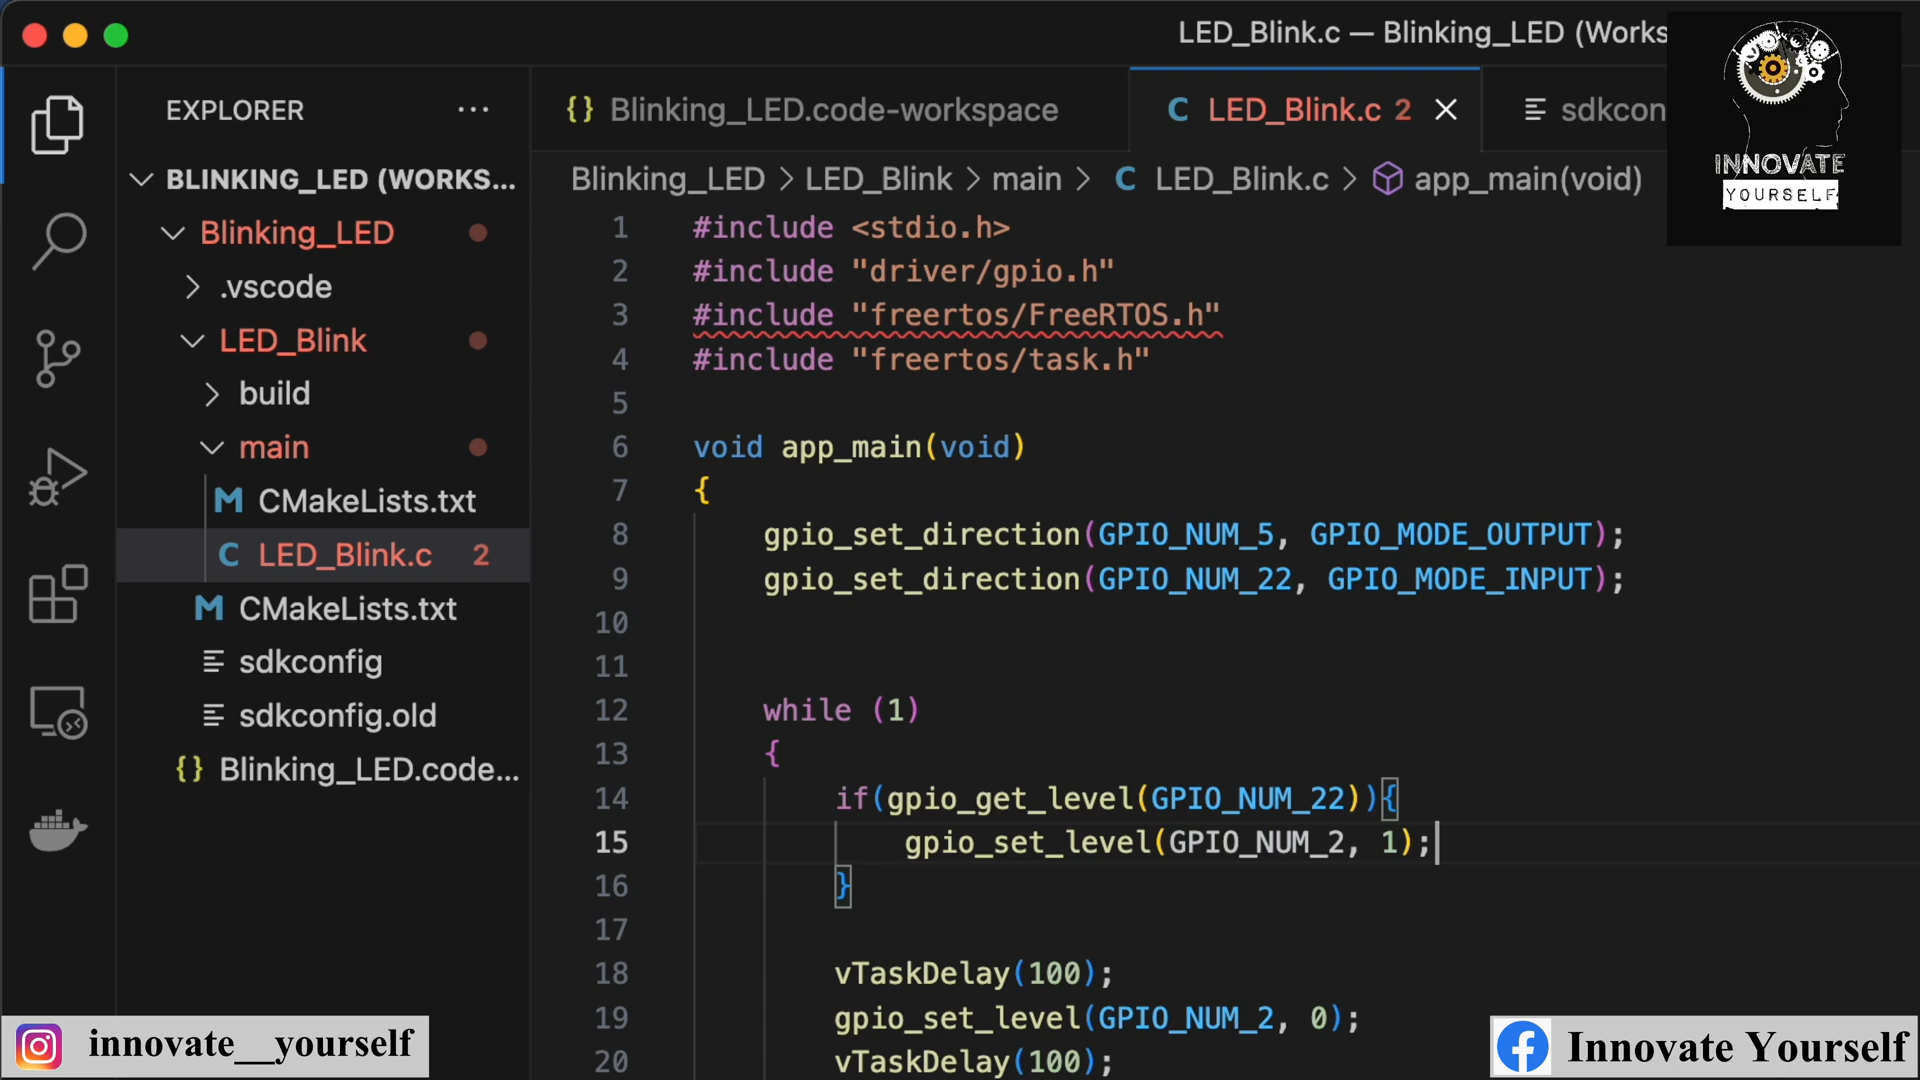 LED_Blink.c — Blinking_LED (Works
INNOVATE
YOURSELF
EXPLORER
Blinking_LED.code-workspace
LED_Blink.c 2
sdkcon
BLINKING_LED (WORKS...
Blinking_LED
.vscode
LED_Blink
build
main
CMakeLists.txt
LED_Blink.c 2
CMakeLists.txt
sdkconfig
sdkconfig.old
Blinking_LED.code...
Blinking_LED > LED_Blink > main > C LED_Blink.c > app_main(void)
1 #include <stdio.h>
2 #include "driver/gpio.h"
3 #include "freertos/FreeRTOS.h"
4 #include "freertos/task.h"
5
6 void app_main(void)
7 {
8 gpio_set_direction(GPIO_NUM_5, GPIO_MODE_OUTPUT);
9 gpio_set_direction(GPIO_NUM_22, GPIO_MODE_INPUT);
10
11
12 while (1)
13 {
14 if(gpio_get_level(GPIO_NUM_22)){
15 gpio_set_level(GPIO_NUM_2, 1);
16 }
17
18 vTaskDelay(100);
19 gpio_set_level(GPIO_NUM_2, 0);
20 vTaskDelay(100);
innovate__yourself
Innovate Yourself